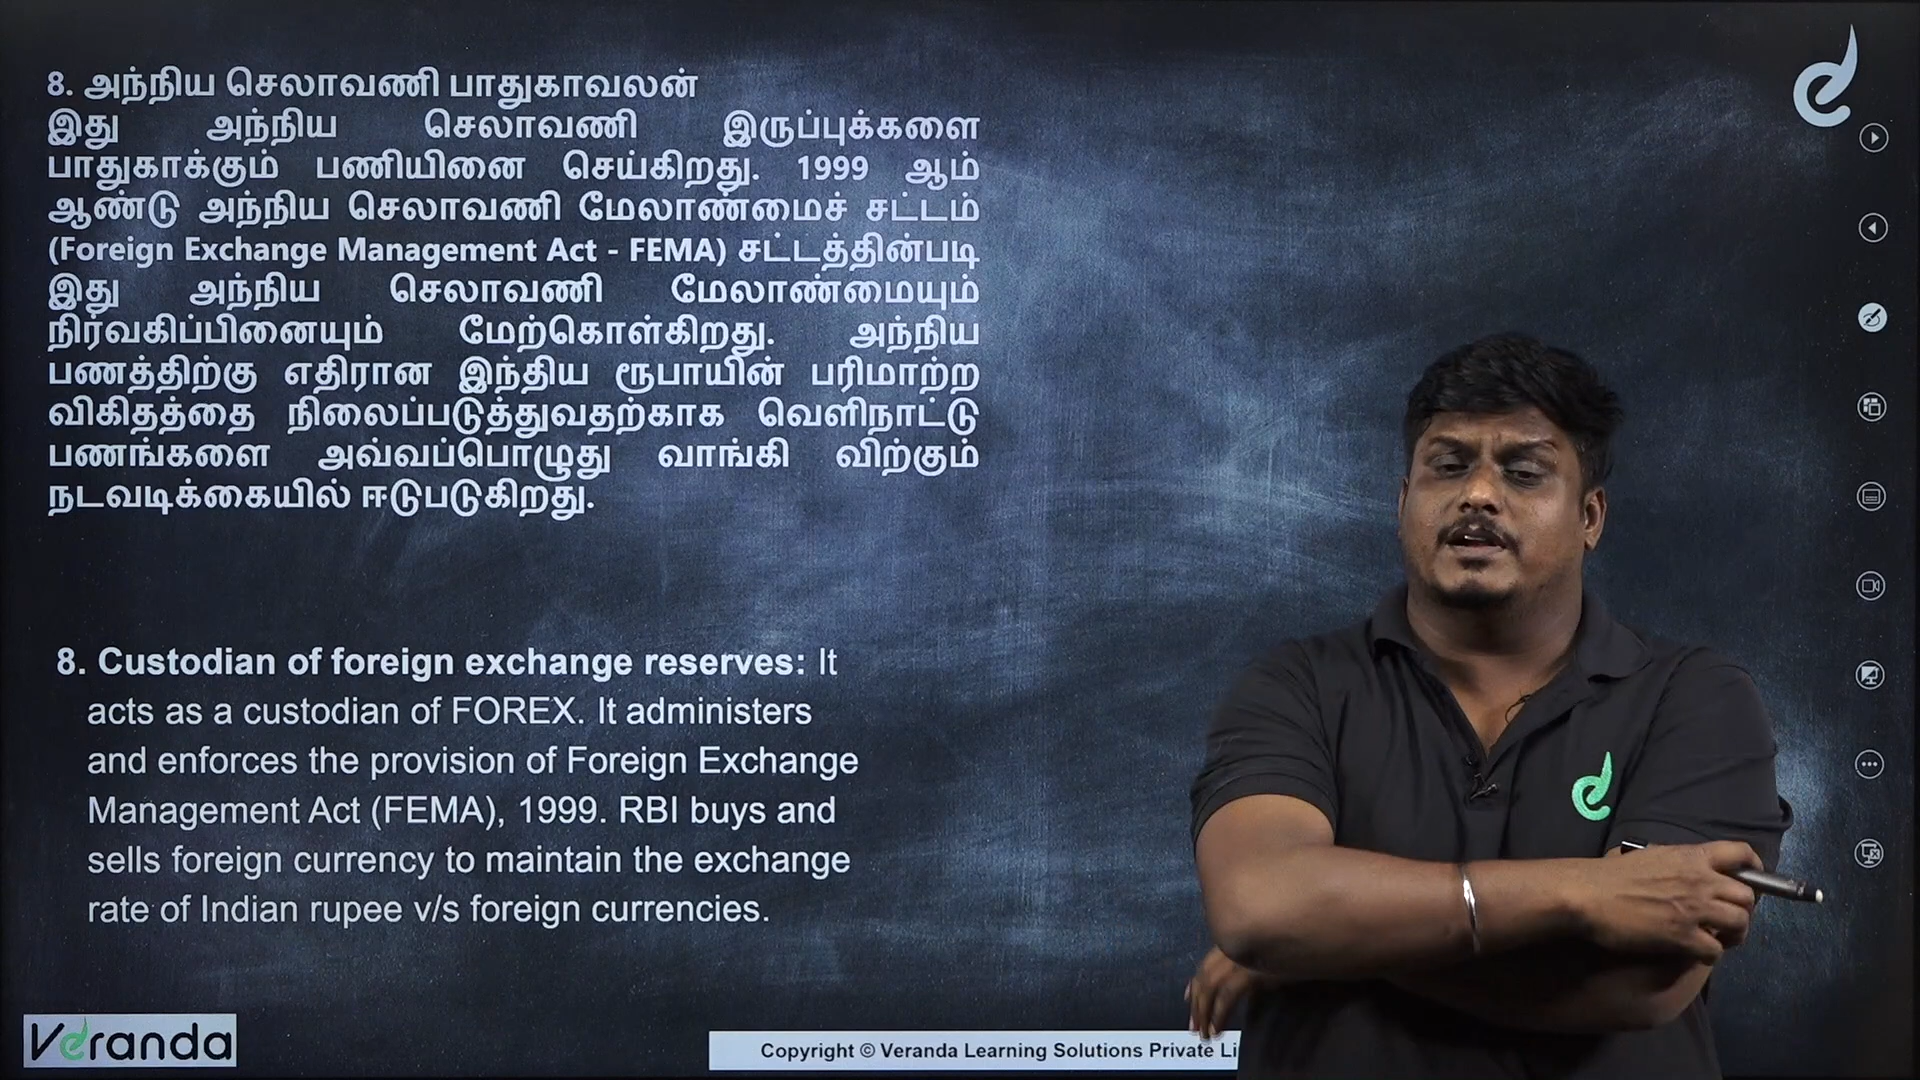 8. அந்நிய செலாவணி பாதுகாவலன்
இது அந்நிய செலாவணி இருப்புக்களை
பாதுகாக்கும் பணியினை செய்கிறது. 1999 ஆம்
ஆண்டு அந்நிய செலாவணி மேலாண்மைச் சட்டம்
(Foreign Exchange Management Act - FEMA) சட்டத்தின்படி
இது அந்நிய செலாவணி மேலாண்மையும்
நிர்வகிப்பினையும் மேற்கொள்கிறது. அந்நிய
பணத்திற்கு எதிரான இந்திய ரூபாயின் பரிமாற்ற
விகிதத்தை நிலைப்படுத்துவதற்காக வெளிநாட்டு
பணங்களை அவ்வப்பொழுது வாங்கி விற்கும்
நடவடிக்கையில் ஈடுபடுகிறது.
8. Custodian of foreign exchange reserves: It
acts as a custodian of FOREX. It administers
and enforces the provision of Foreign Exchange
Management Act (FEMA), 1999. RBI buys and
sells foreign currency to maintain the exchange
rate of Indian rupee v/s foreign currencies.
Veranda
Copyright © Veranda Learning Solutions Private Li